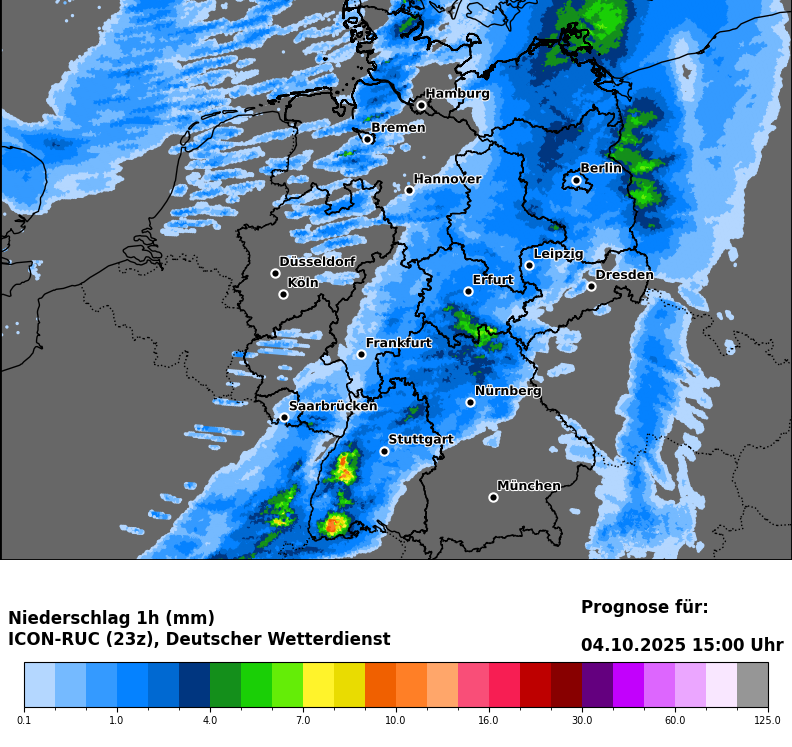 Hamburg
Bremen
Hannover
Berlin
Düsseldorf
Köln
Leipzig
Dresden
Erfurt
Frankfurt
Nürnberg
Saarbrücken
Stuttgart
München
Niederschlag 1h (mm)
ICON-RUC (23z), Deutscher Wetterdienst
Prognose für:
04.10.2025 15:00 Uhr
0.1 1.0 4.0 7.0 10.0 16.0 30.0 60.0 125.0